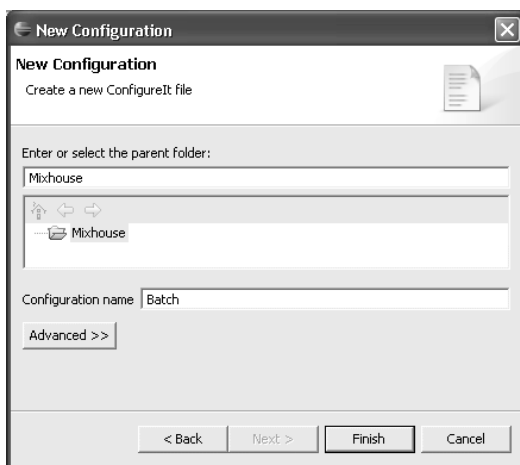 New Configuration
New Configuration
Create a new ConfigureIt file
Enter or select the parent folder:
Mixhouse
Mixhouse
Configuration name Batch
Advanced >>
< Back Next > Finish Cancel